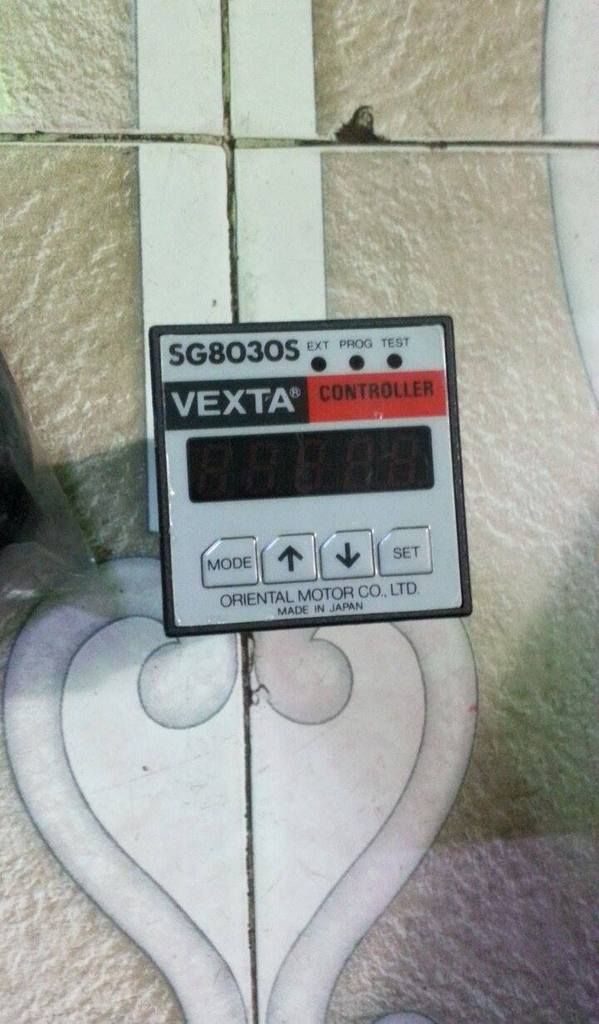 SG8030S EXT PROG TEST
VEXTA® CONTROLLER
MODE SET
ORIENTAL MOTOR CO., LTD.
MADE IN JAPAN